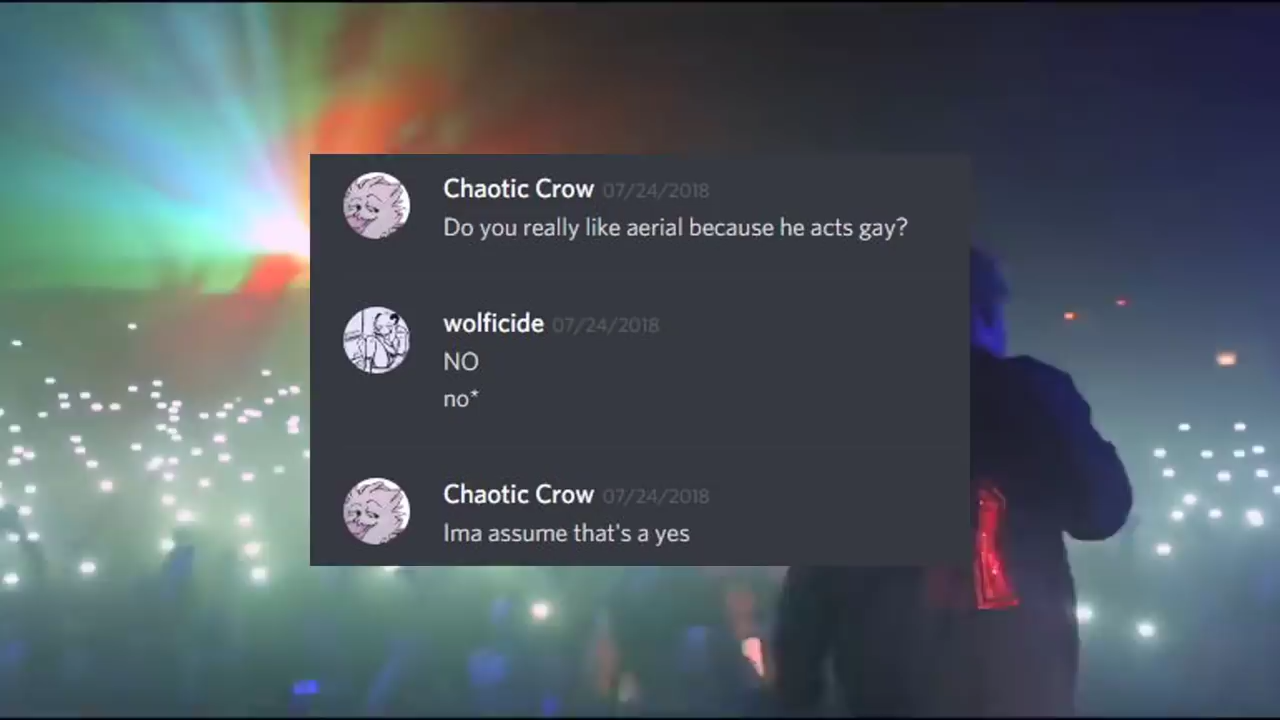 Chaotic Crow 07/24/2018
Do you really like aerial because he acts gay?
wolficide 07/24/2018
NO
no*
Chaotic Crow 07/24/2018
Ima assume that's a yes